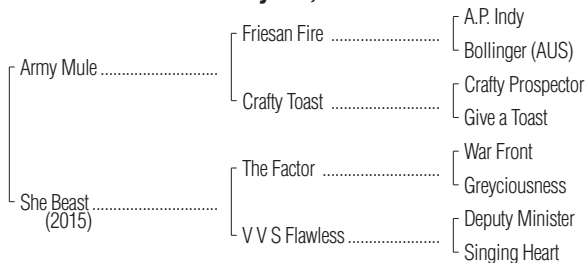 A.P. Indy
Friesan Fire ........................
Bollinger (AUS)
Army Mule ..........................
Crafty Prospector
Crafty Toast ........................
Give a Toast
War Front
The Factor ..........................
Greyciousness
She Beast ...........................
(2015)
Deputy Minister
V V S Flawless ....................
Singing Heart